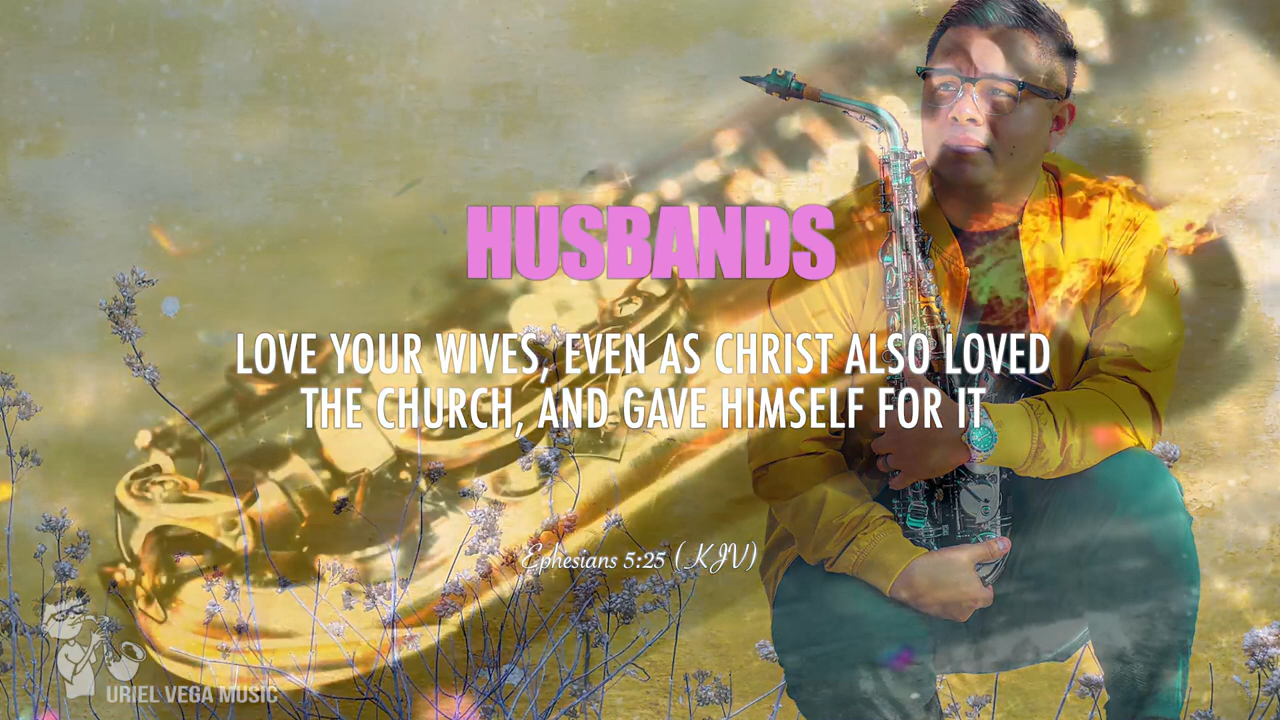 HUSBANDS
LOVE YOUR WIVES, EVEN AS CHRIST ALSO LOVED
THE CHURCH, AND GAVE HIMSELF FOR IT
Ephesians 5:25 (KJV)
URIEL VEGA MUSIC